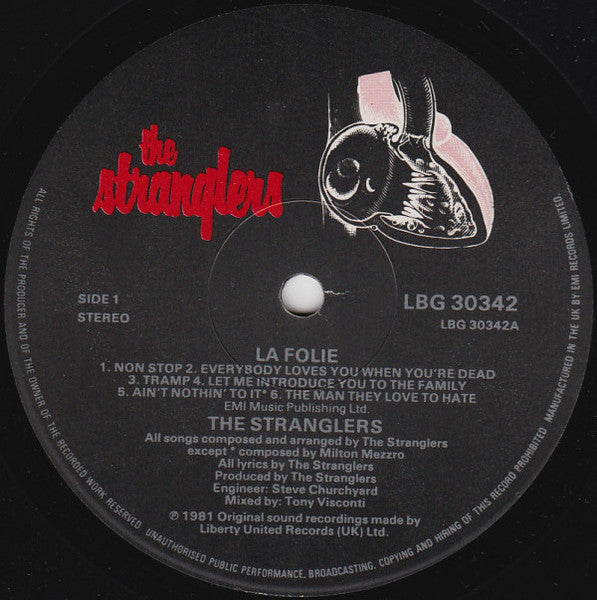 the
stranglers
SIDE 1
STEREO
LBG 30342
LBG 30342A
LA FOLIE
1. NON STOP 2. EVERYBODY LOVES YOU WHEN YOU'RE DEAD
3. TRAMP 4. LET ME INTRODUCE YOU TO THE FAMILY
5. AIN'T NOTHIN' TO IT* 6. THE MAN THEY LOVE TO HATE
EMI Music Publishing Ltd.
THE STRANGLERS
All songs composed and arranged by The Stranglers
except * composed by Milton Mezzro
All lyrics by The Stranglers
Produced by The Stranglers
Engineer: Steve Churchyard
Mixed by: Tony Visconti
℗ 1981 Original sound recordings made by
Liberty United Records (UK) Ltd.
ALL RIGHTS OF THE PRODUCER AND OF THE OWNER OF THE RECORDED WORK RESERVED UNAUTHORISED PUBLIC PERFORMANCE, BROADCASTING, COPYING AND HIRING OF THIS RECORD PROHIBITED MANUFACTURED IN THE UK BY EMI RECORDS LIMITED.